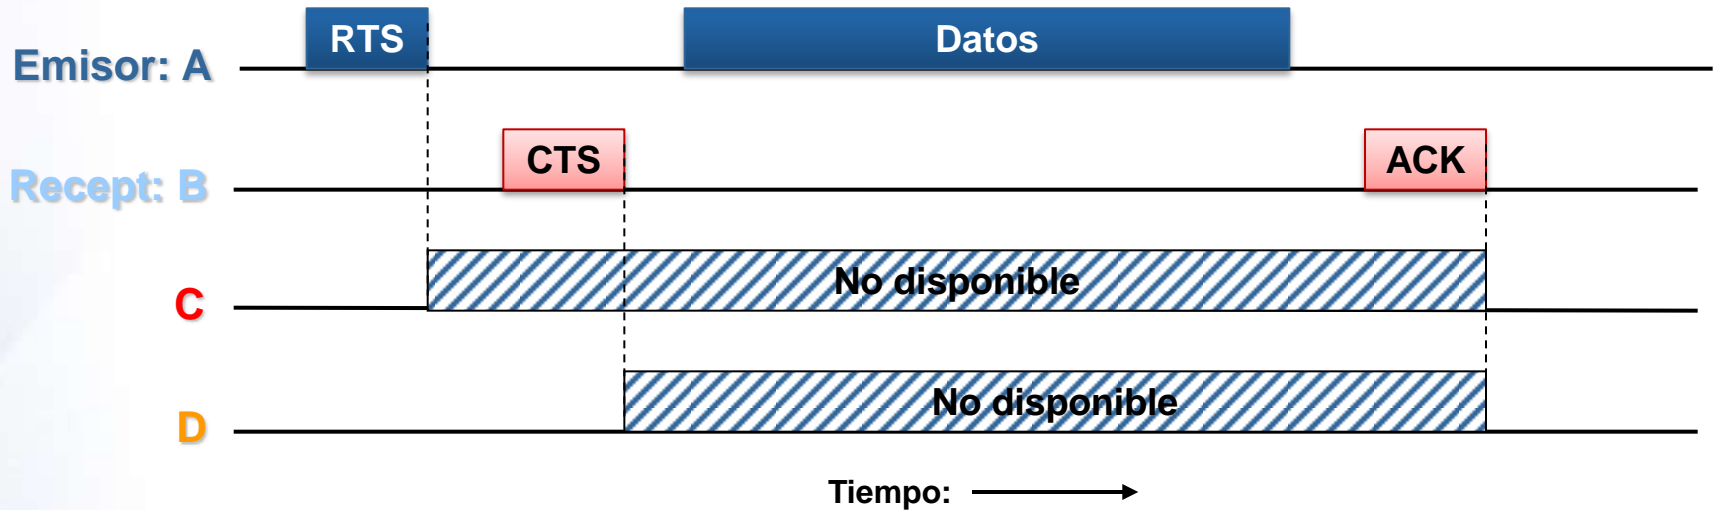 RTS
Datos
Emisor: A
CTS
ACK
Recept: B
No disponible
C
No disponible
D
Tiempo: